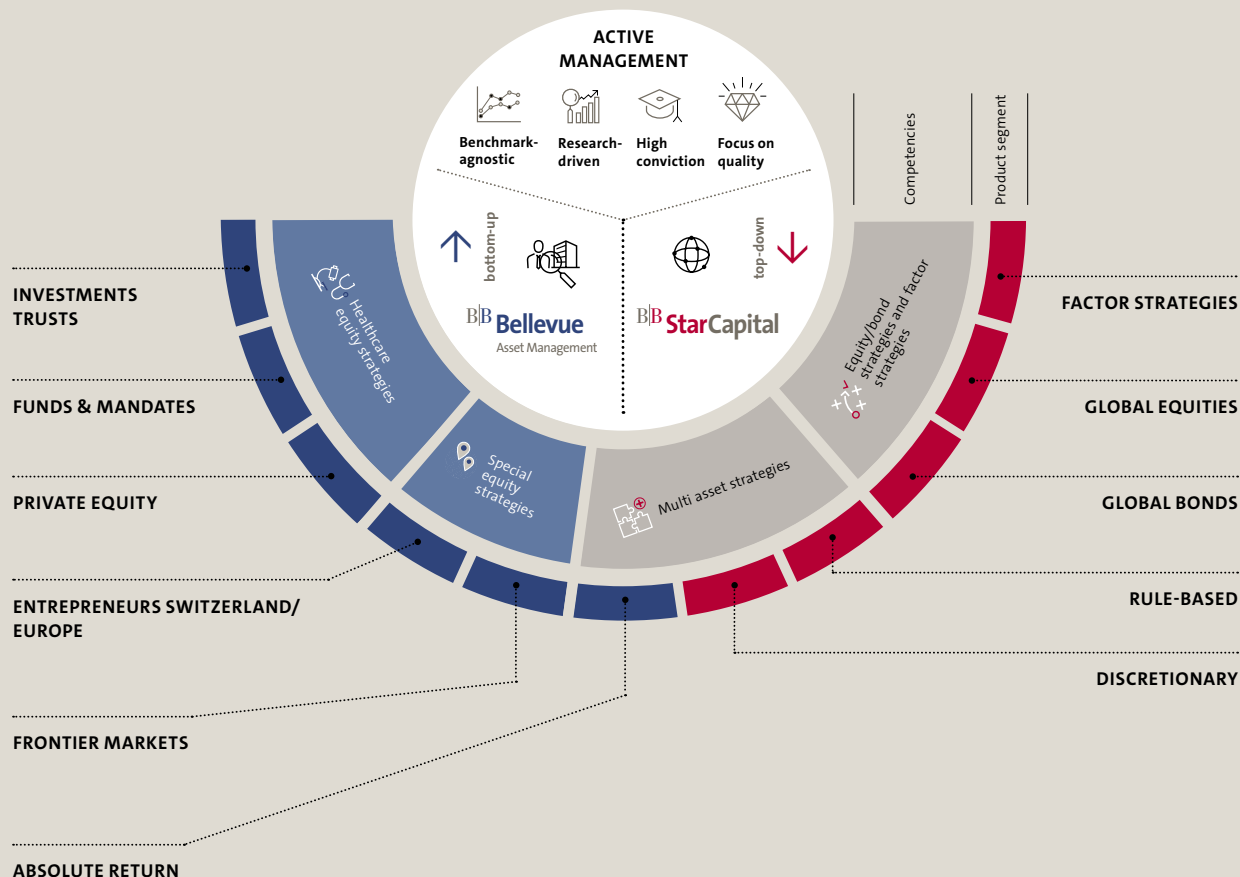 ACTIVE
MANAGEMENT
Benchmark-
agnostic
Research-
driven
High
conviction
Focus on
quality
bottom-up
top-down
B|B Bellevue
Asset Management
B|B StarCapital
Competencies
Product segment
Healthcare
equity strategies
Special
equity
strategies
Multi asset strategies
Equity/bond
strategies and factor
strategies
INVESTMENTS
TRUSTS
FUNDS & MANDATES
PRIVATE EQUITY
ENTREPRENEURS SWITZERLAND/
EUROPE
FRONTIER MARKETS
ABSOLUTE RETURN
FACTOR STRATEGIES
GLOBAL EQUITIES
GLOBAL BONDS
RULE-BASED
DISCRETIONARY